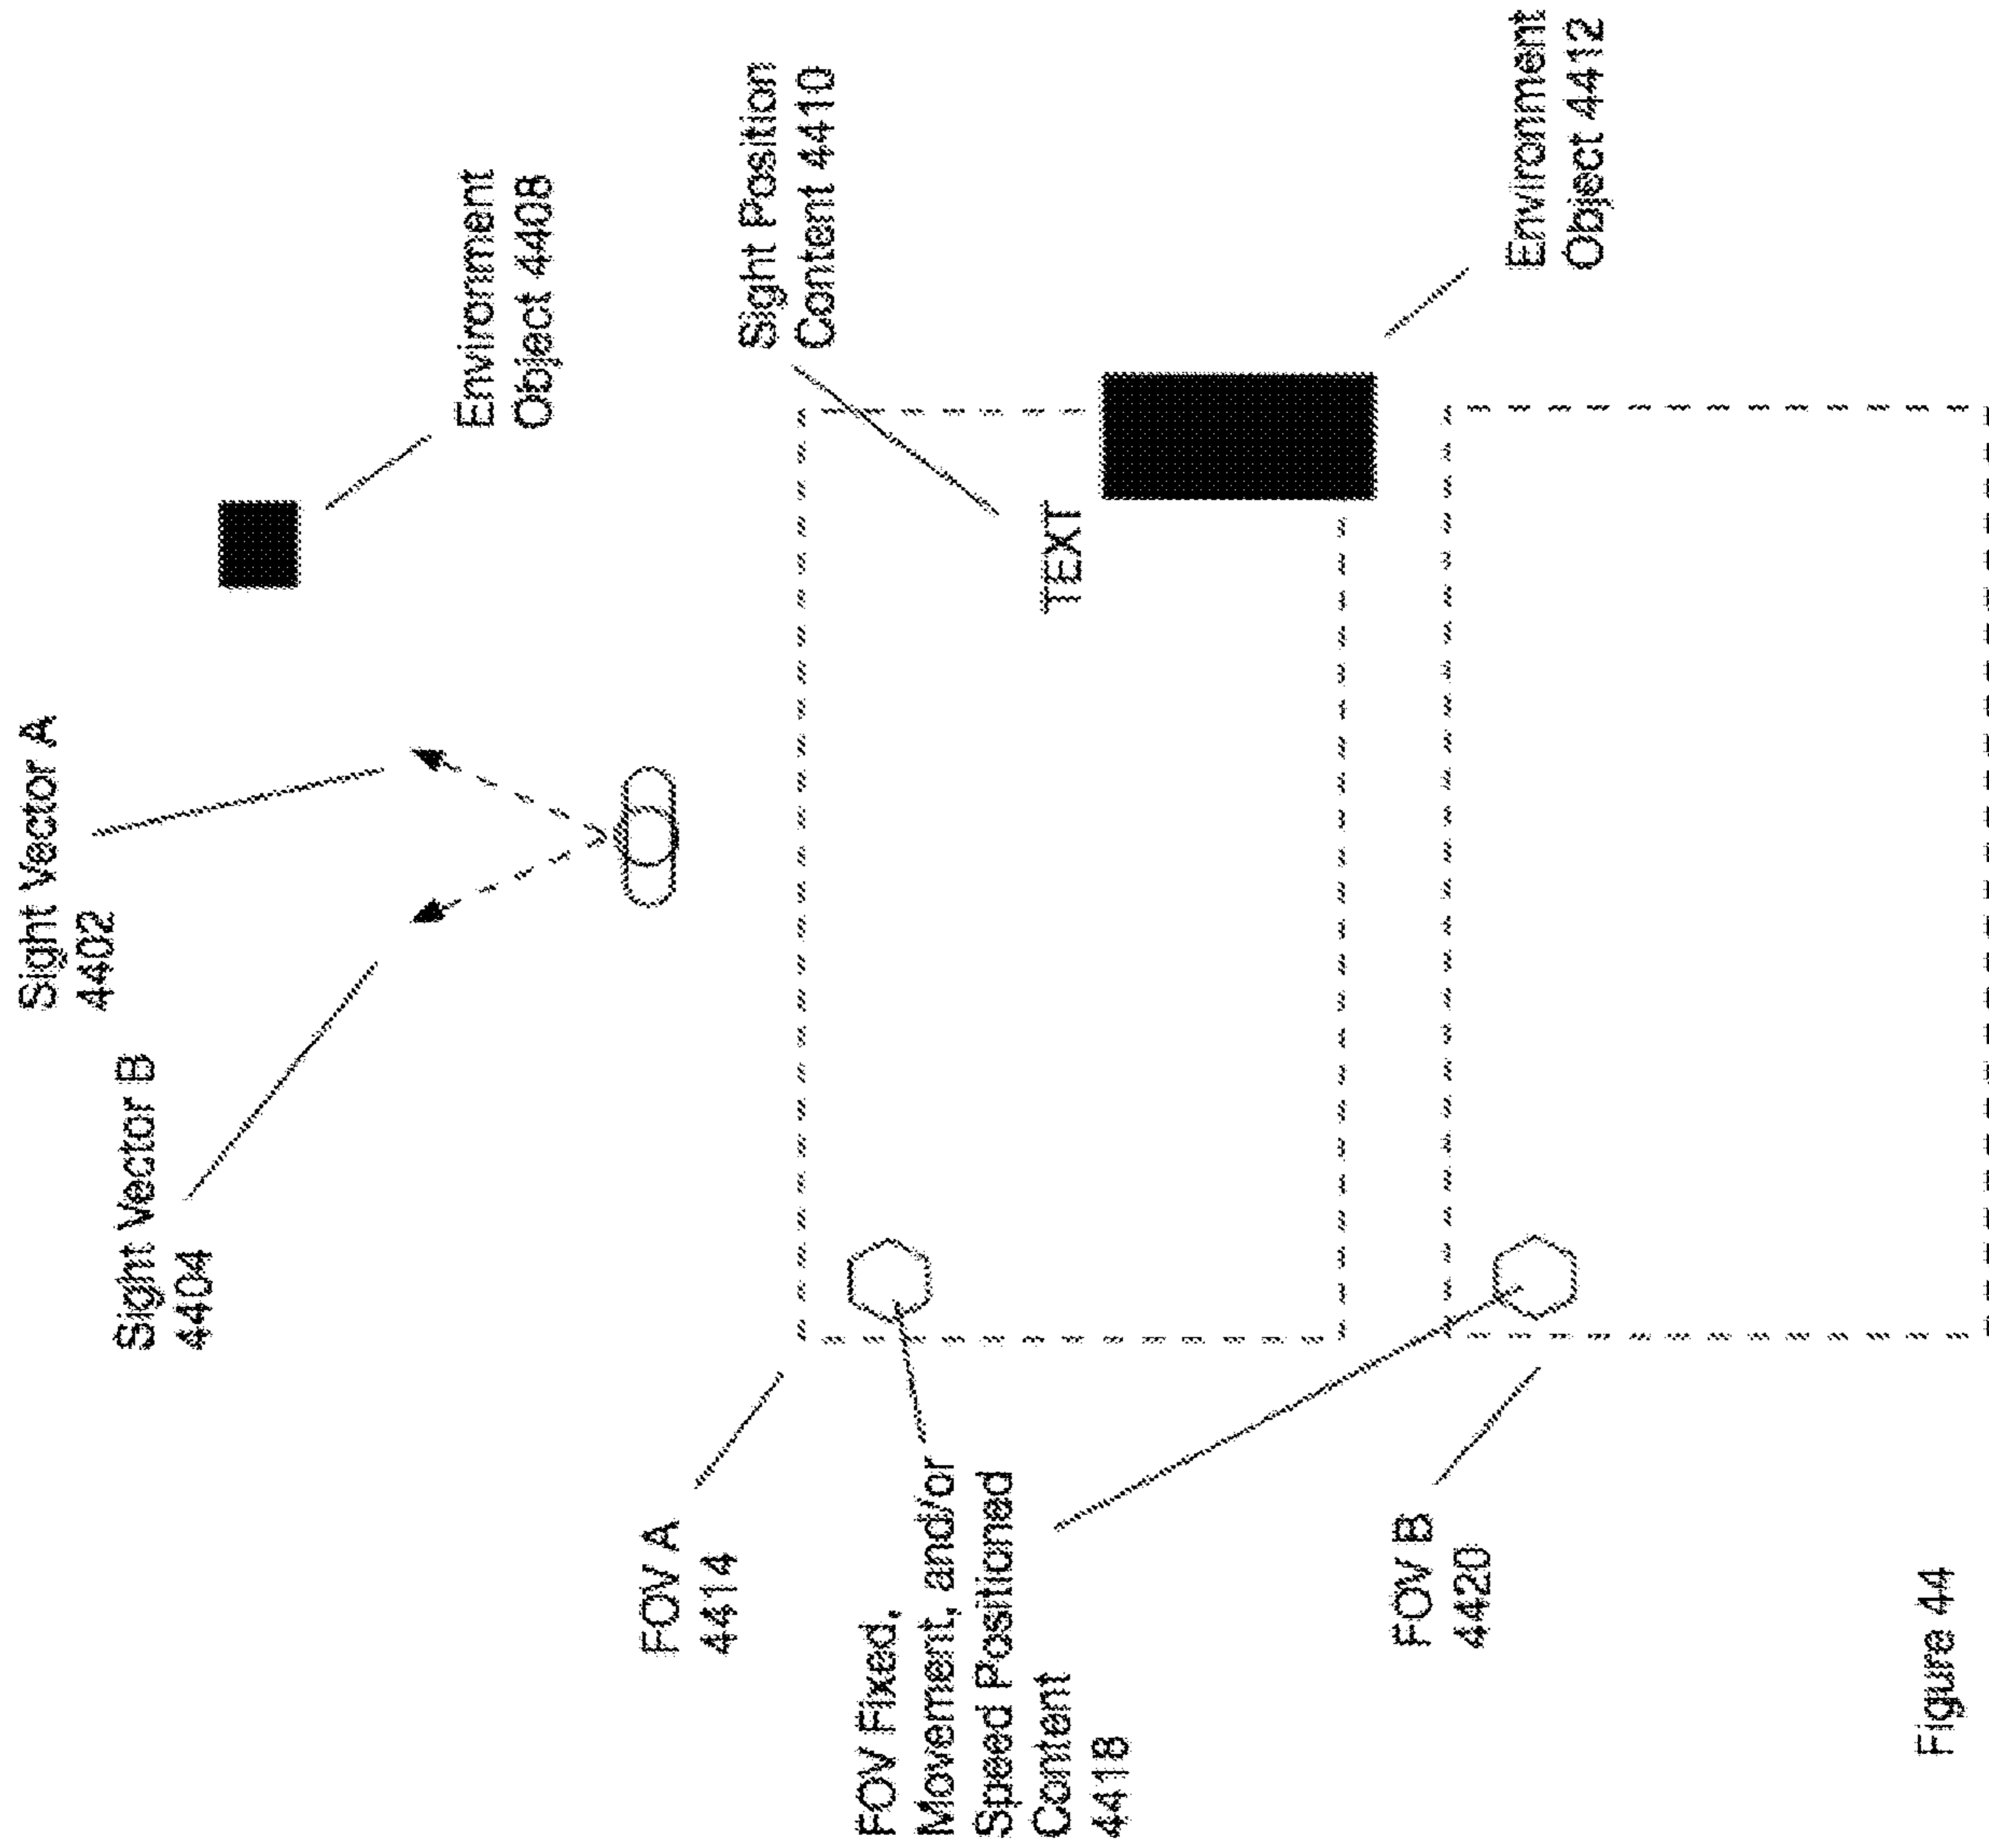 Sight Vector A
4402
Sight Vector B
4404
Environment
Object 4408
FOV A
4414
Sight Position
Content 4410
TEXT
FOV Fixed,
Movement, and/or
Speed Positioned
Content
4418
Environment
Object 4412
FOV B
4420
Figure 44